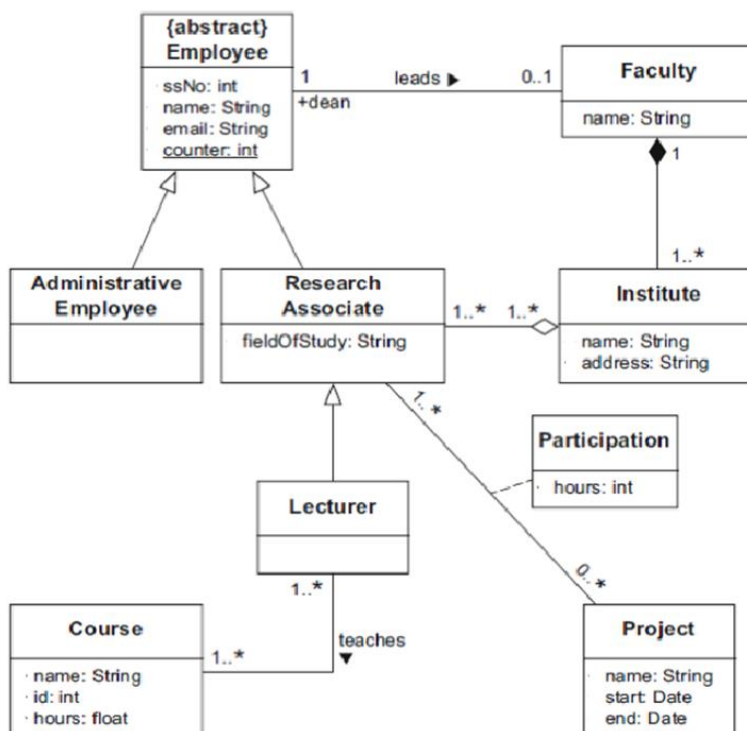 {abstract}
Employee
ssNo: int
name: String
email: String
counter: int
1
+dean
leads ▶
0..1
Faculty
name: String
1
1..*
Administrative
Employee
Research
Associate
fieldOfStudy: String
1..*
1..*
Institute
name: String
address: String
1..*
Participation
hours: int
Lecturer
1..*
0..*
teaches
▼
Course
name: String
id: int
hours: float
1..*
Project
name: String
start: Date
end: Date